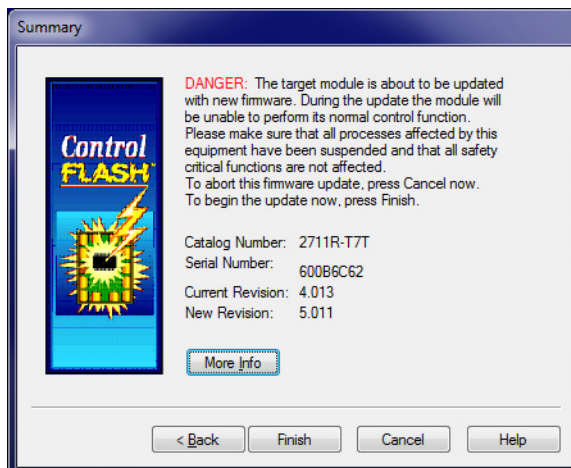 Summary
Control
FLASH™
DANGER: The target module is about to be updated
with new firmware. During the update the module will
be unable to perform its normal control function.
Please make sure that all processes affected by this
equipment have been suspended and that all safety
critical functions are not affected.
To abort this firmware update, press Cancel now.
To begin the update now, press Finish.
Catalog Number: 2711R-T7T
Serial Number: 600B6C62
Current Revision: 4.013
New Revision: 5.011
More Info
< Back Finish Cancel Help